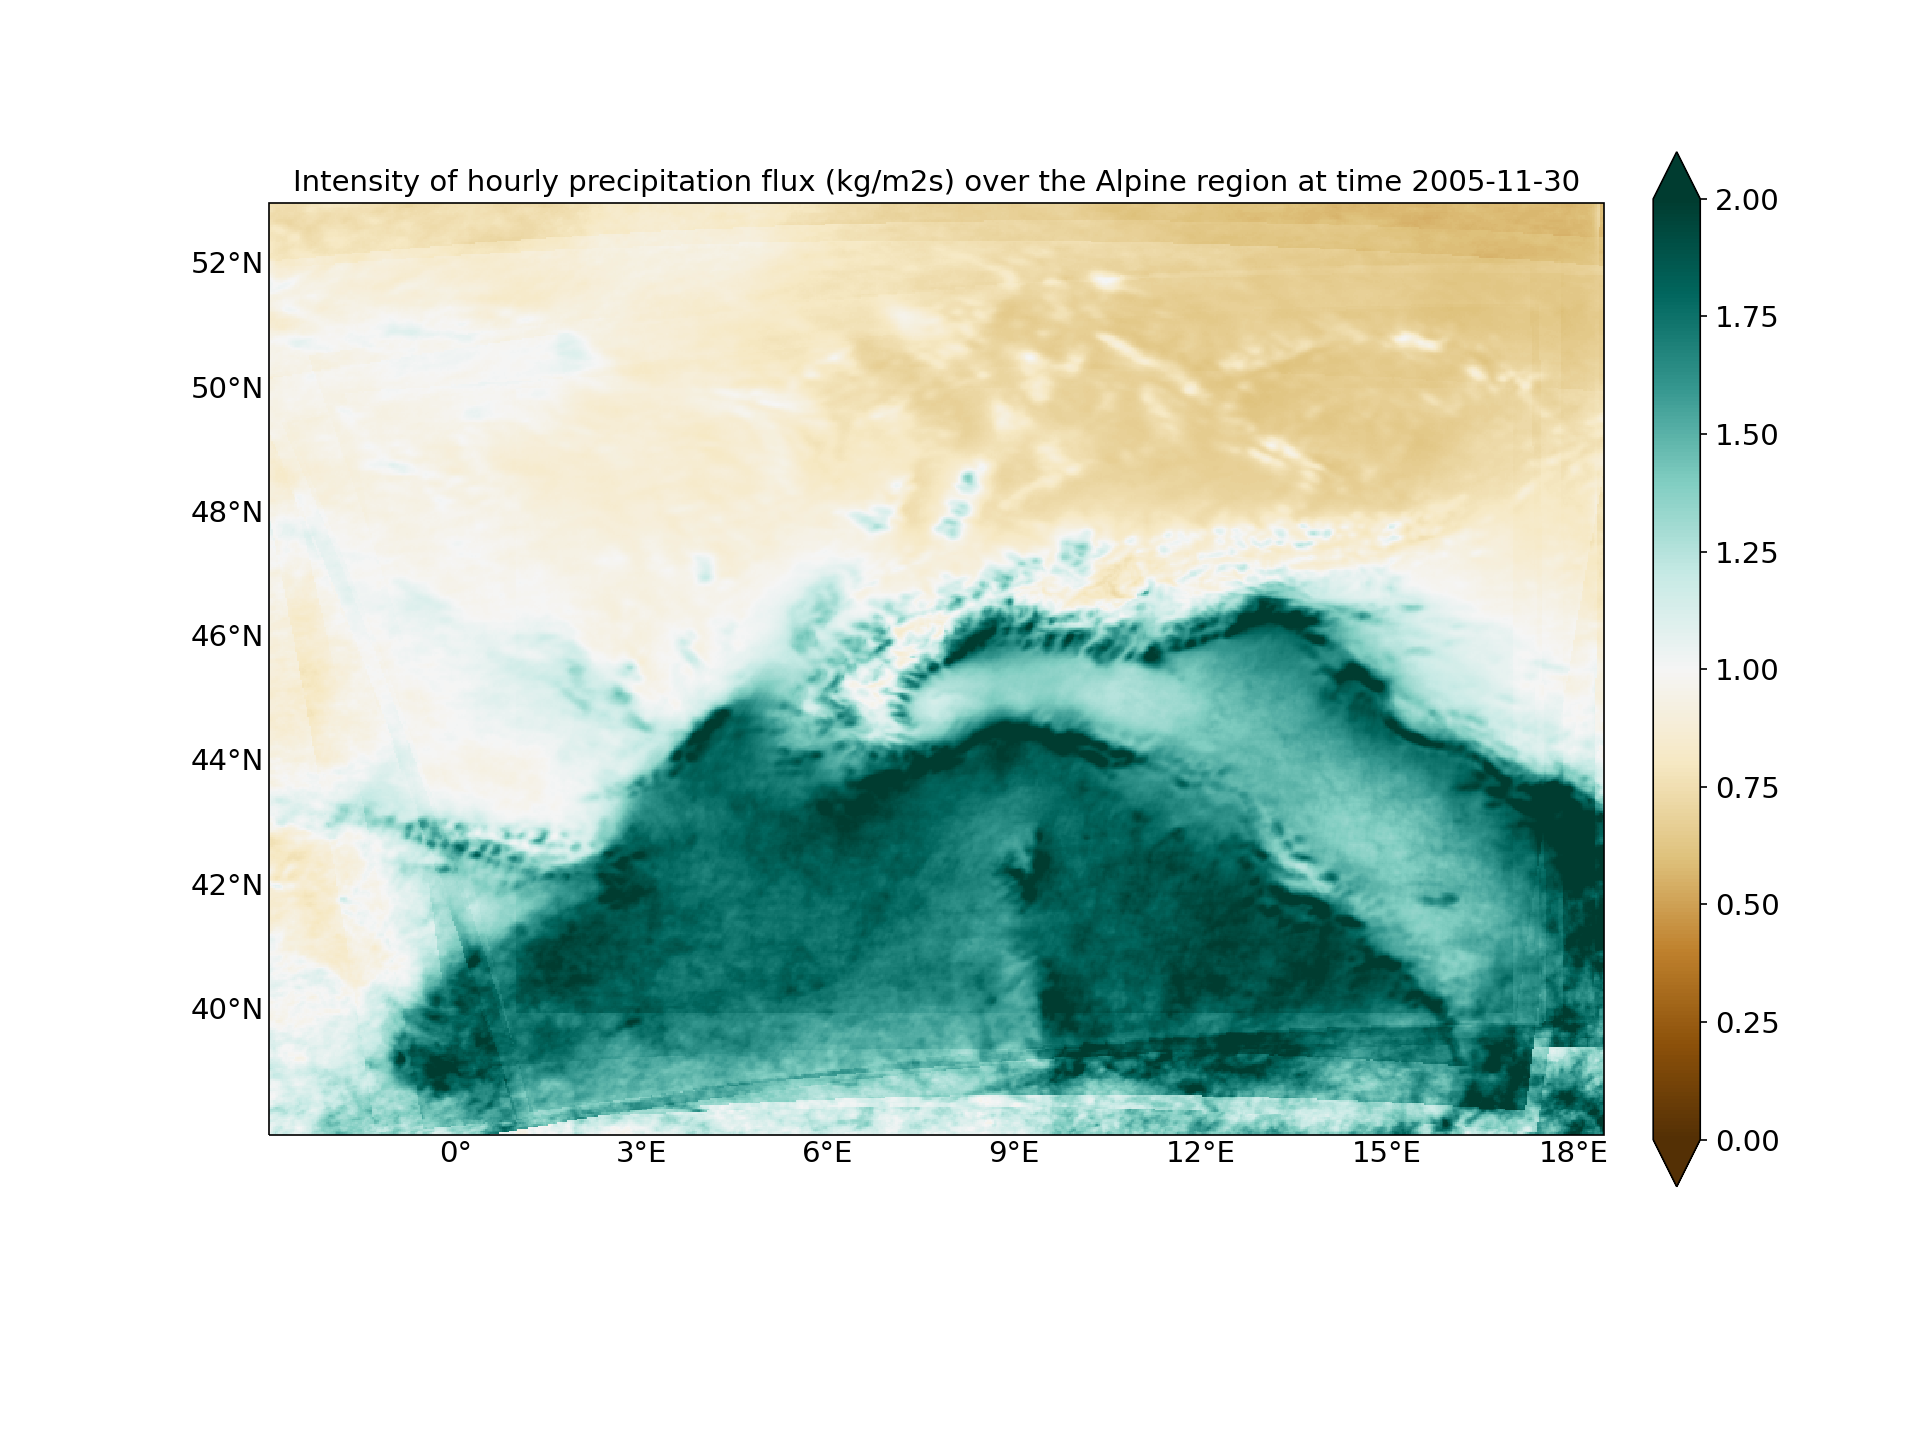 Intensity of hourly precipitation flux (kg/m2s) over the Alpine region at time 2005-11-30
52°N
50°N
48°N
46°N
44°N
42°N
40°N
0°
3°E
6°E
9°E
12°E
15°E
18°E
2.00
1.75
1.50
1.25
1.00
0.75
0.50
0.25
0.00